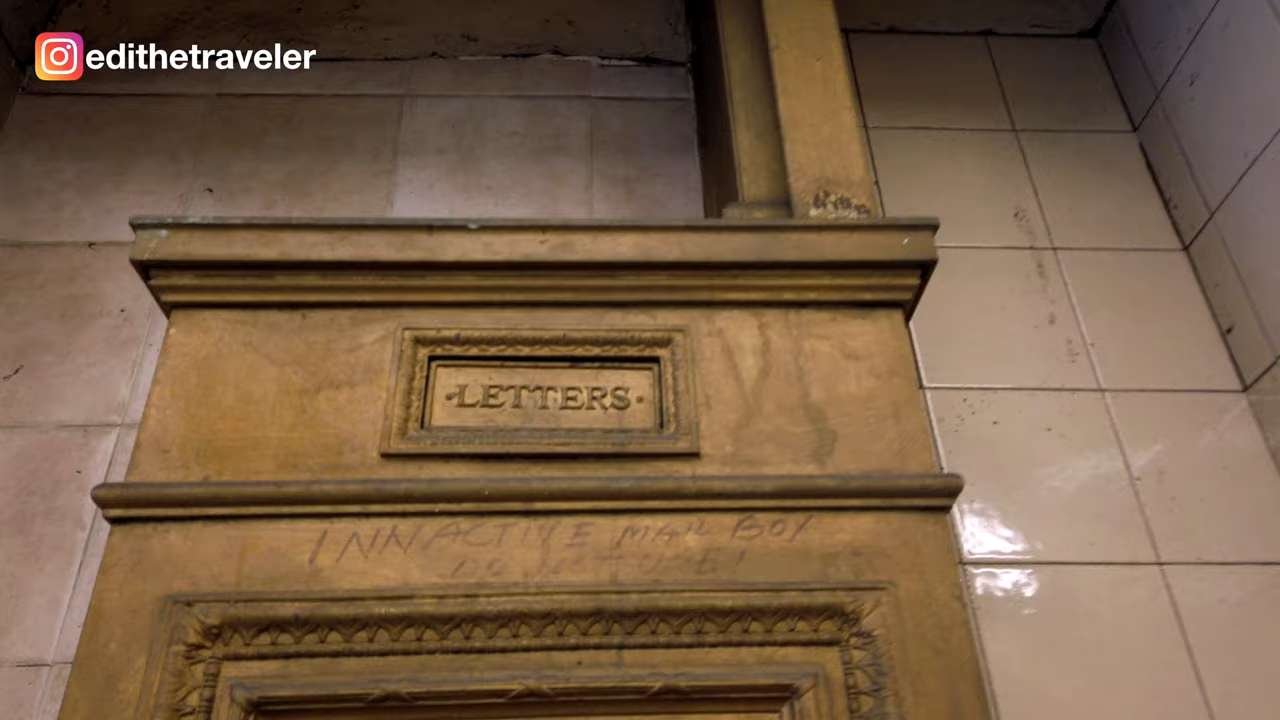 edithetraveler
·LETTERS·
INNACTIVE MAIL BOX
DO NOT USE!